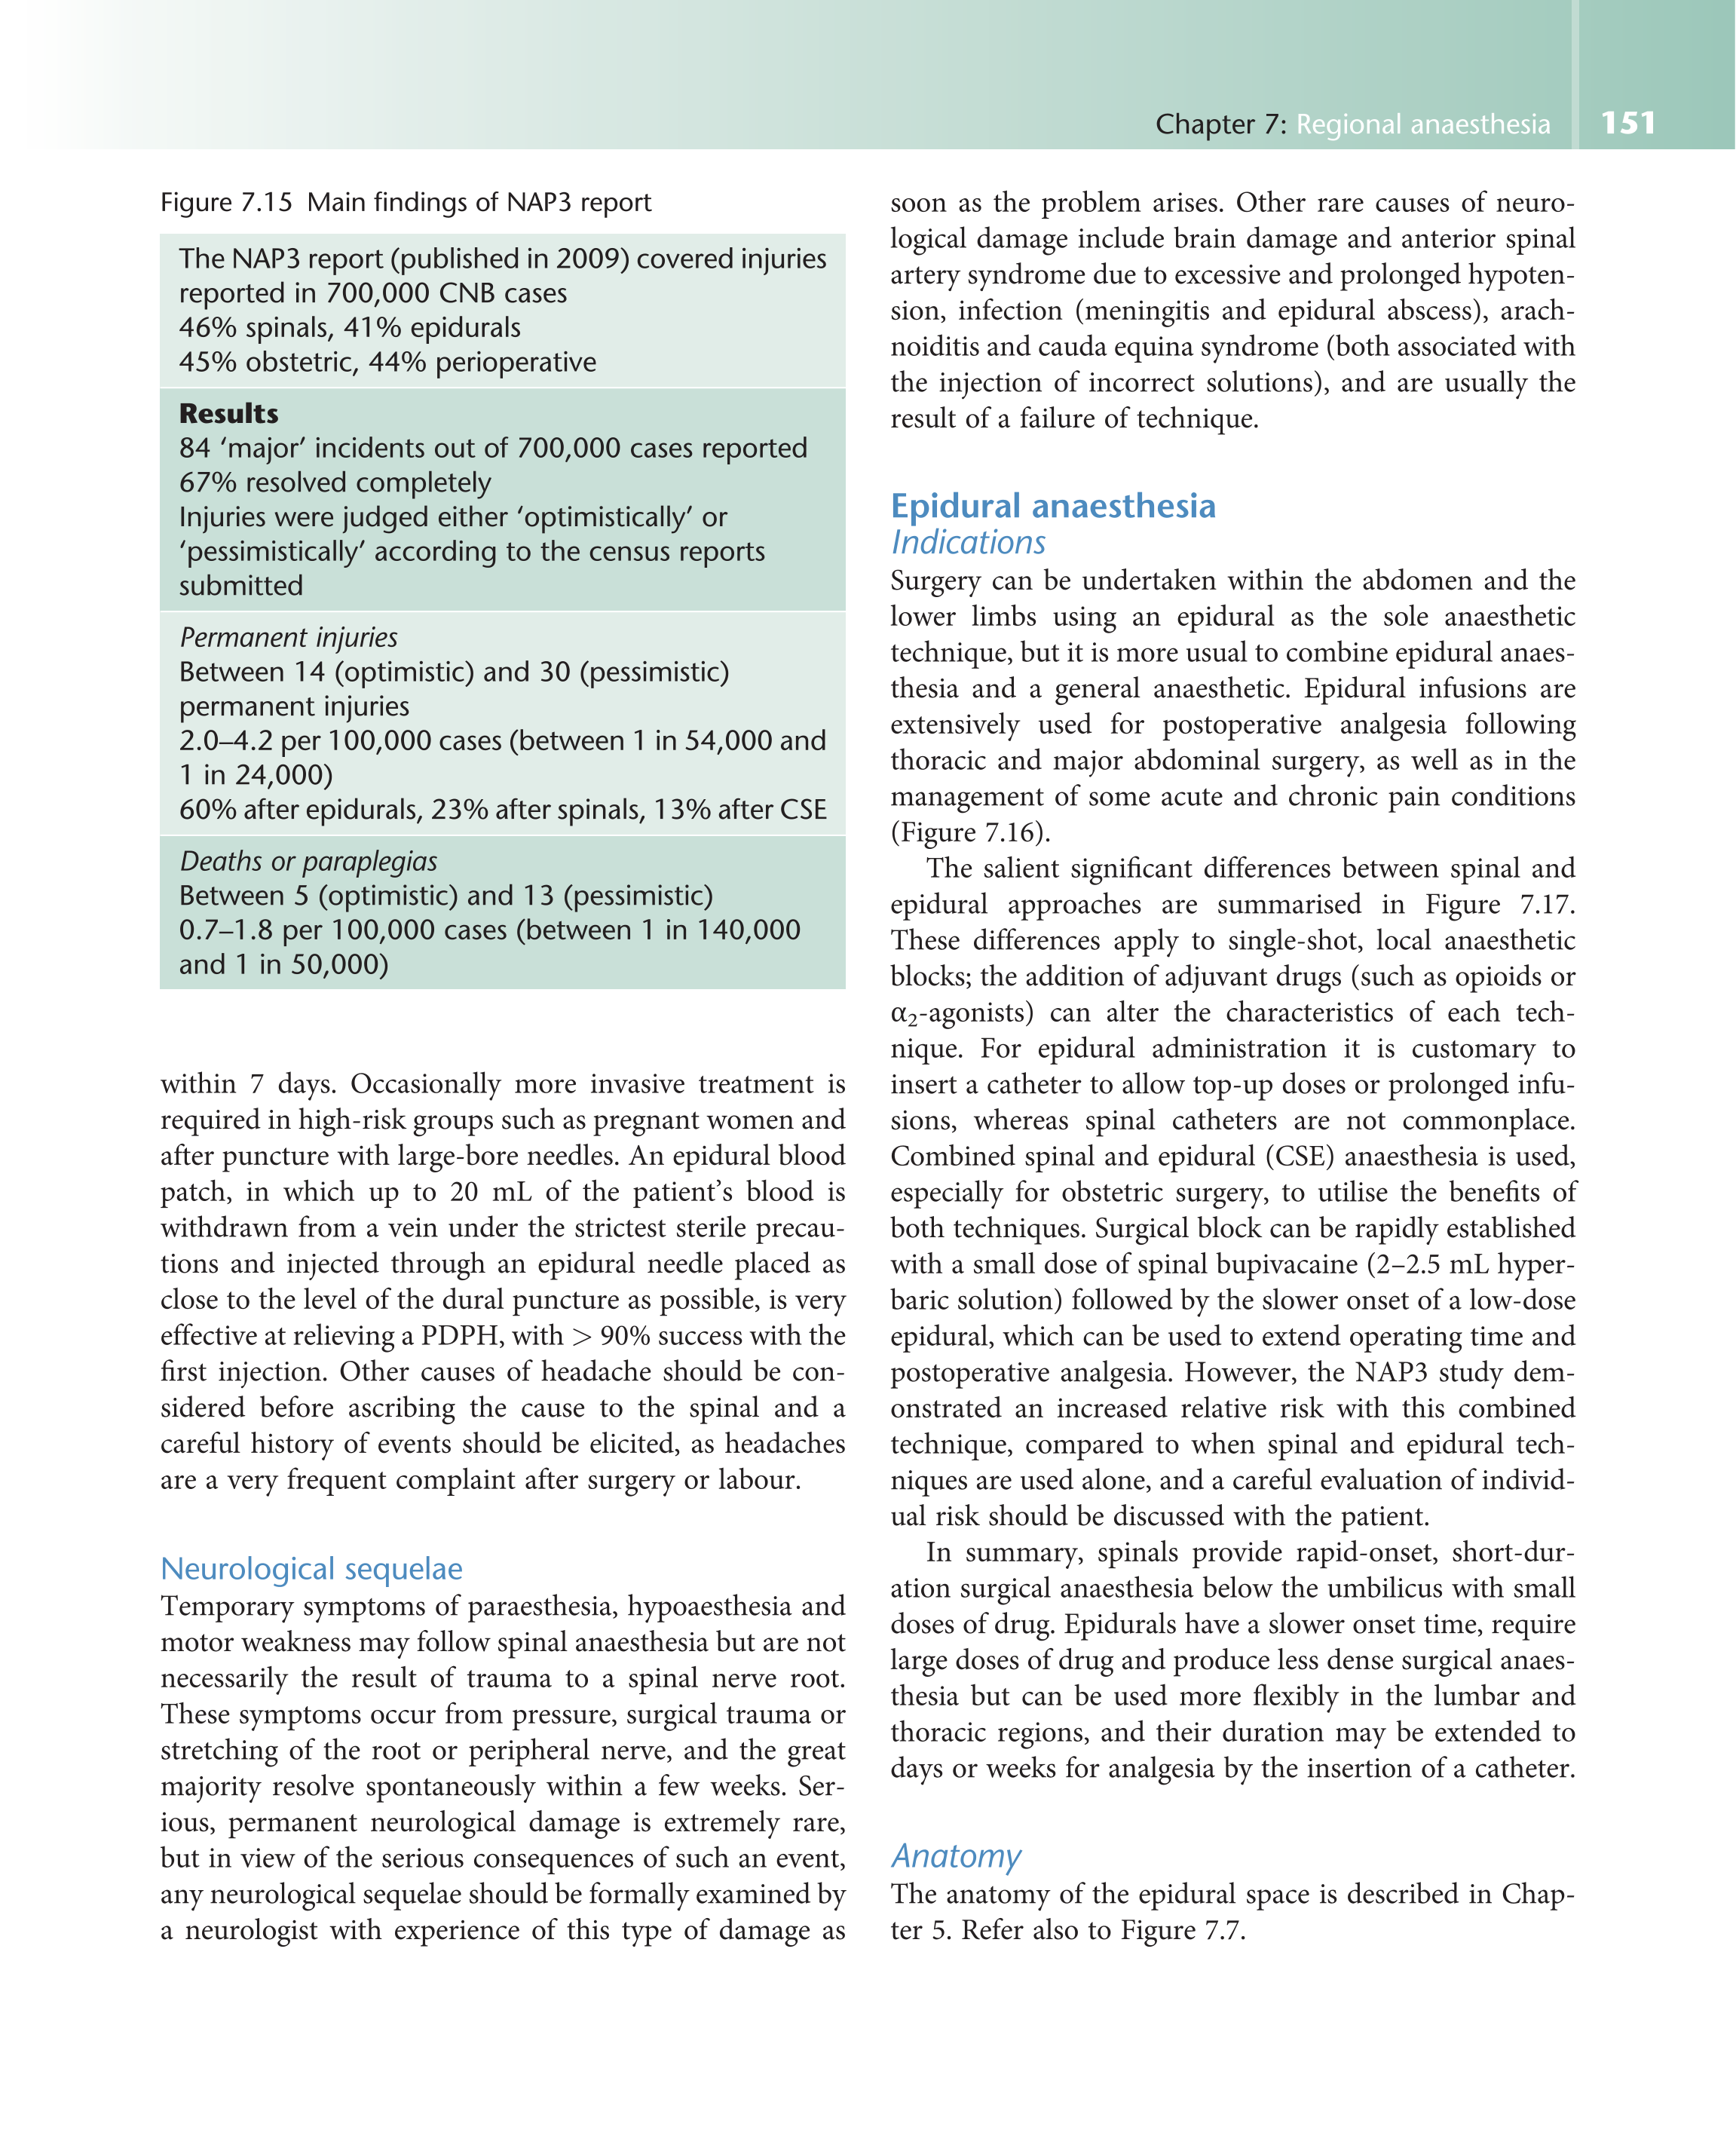 Chapter 7: Regional anaesthesia 151
Figure 7.15 Main findings of NAP3 report
The NAP3 report (published in 2009) covered injuries
reported in 700,000 CNB cases
46% spinals, 41% epidurals
45% obstetric, 44% perioperative
Results
84 ‘major’ incidents out of 700,000 cases reported
67% resolved completely
Injuries were judged either ‘optimistically’ or
‘pessimistically’ according to the census reports
submitted
Permanent injuries
Between 14 (optimistic) and 30 (pessimistic)
permanent injuries
2.0–4.2 per 100,000 cases (between 1 in 54,000 and
1 in 24,000)
60% after epidurals, 23% after spinals, 13% after CSE
Deaths or paraplegias
Between 5 (optimistic) and 13 (pessimistic)
0.7–1.8 per 100,000 cases (between 1 in 140,000
and 1 in 50,000)
within 7 days. Occasionally more invasive treatment is
required in high-risk groups such as pregnant women and
after puncture with large-bore needles. An epidural blood
patch, in which up to 20 mL of the patient’s blood is
withdrawn from a vein under the strictest sterile precau-
tions and injected through an epidural needle placed as
close to the level of the dural puncture as possible, is very
effective at relieving a PDPH, with > 90% success with the
first injection. Other causes of headache should be con-
sidered before ascribing the cause to the spinal and a
careful history of events should be elicited, as headaches
are a very frequent complaint after surgery or labour.
Neurological sequelae
Temporary symptoms of paraesthesia, hypoaesthesia and
motor weakness may follow spinal anaesthesia but are not
necessarily the result of trauma to a spinal nerve root.
These symptoms occur from pressure, surgical trauma or
stretching of the root or peripheral nerve, and the great
majority resolve spontaneously within a few weeks. Ser-
ious, permanent neurological damage is extremely rare,
but in view of the serious consequences of such an event,
any neurological sequelae should be formally examined by
a neurologist with experience of this type of damage as
soon as the problem arises. Other rare causes of neuro-
logical damage include brain damage and anterior spinal
artery syndrome due to excessive and prolonged hypoten-
sion, infection (meningitis and epidural abscess), arach-
noiditis and cauda equina syndrome (both associated with
the injection of incorrect solutions), and are usually the
result of a failure of technique.
Epidural anaesthesia
Indications
Surgery can be undertaken within the abdomen and the
lower limbs using an epidural as the sole anaesthetic
technique, but it is more usual to combine epidural anaes-
thesia and a general anaesthetic. Epidural infusions are
extensively used for postoperative analgesia following
thoracic and major abdominal surgery, as well as in the
management of some acute and chronic pain conditions
(Figure 7.16).
The salient significant differences between spinal and
epidural approaches are summarised in Figure 7.17.
These differences apply to single-shot, local anaesthetic
blocks; the addition of adjuvant drugs (such as opioids or
α₂-agonists) can alter the characteristics of each tech-
nique. For epidural administration it is customary to
insert a catheter to allow top-up doses or prolonged infu-
sions, whereas spinal catheters are not commonplace.
Combined spinal and epidural (CSE) anaesthesia is used,
especially for obstetric surgery, to utilise the benefits of
both techniques. Surgical block can be rapidly established
with a small dose of spinal bupivacaine (2–2.5 mL hyper-
baric solution) followed by the slower onset of a low-dose
epidural, which can be used to extend operating time and
postoperative analgesia. However, the NAP3 study dem-
onstrated an increased relative risk with this combined
technique, compared to when spinal and epidural tech-
niques are used alone, and a careful evaluation of individ-
ual risk should be discussed with the patient.
In summary, spinals provide rapid-onset, short-dur-
ation surgical anaesthesia below the umbilicus with small
doses of drug. Epidurals have a slower onset time, require
large doses of drug and produce less dense surgical anaes-
thesia but can be used more flexibly in the lumbar and
thoracic regions, and their duration may be extended to
days or weeks for analgesia by the insertion of a catheter.
Anatomy
The anatomy of the epidural space is described in Chap-
ter 5. Refer also to Figure 7.7.